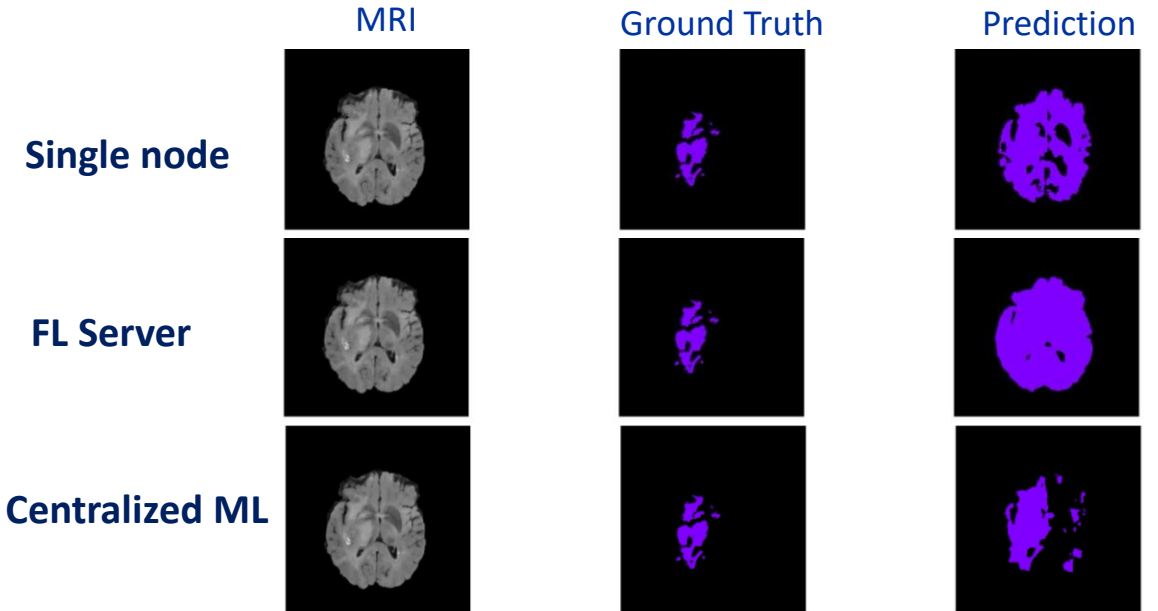 MRI
Ground Truth
Prediction
Single node
FL Server
Centralized ML